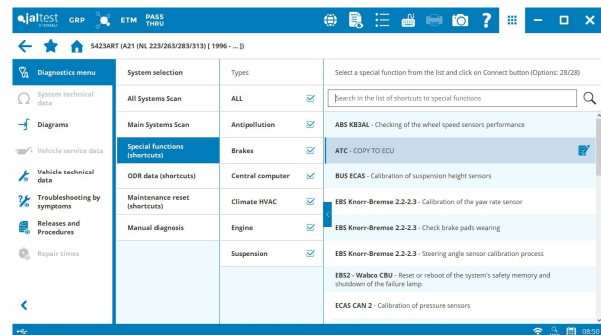 jaltest
BY COJALI
GRP
ETM
PASS
THRU
5423ART (A21 (NL 223/263/283/313) [ 1996 - ... ])
Diagnostics menu
System technical
data
Diagrams
Vehicle service data
Vehicle technical
data
Troubleshooting by
symptoms
Releases and
Procedures
Repair times
System selection
All Systems Scan
Main Systems Scan
Special functions
(shortcuts)
ODR data (shortcuts)
Maintenance reset
(shortcuts)
Manual diagnosis
Types
ALL
Antipollution
Brakes
Central computer
Climate HVAC
Engine
Suspension
Select a special function from the list and click on Connect button (Options: 28/28)
Search in the list of shortcuts to special functions
ABS KB3AL - Checking of the wheel speed sensors performance
ATC - COPY TO ECU
BUS ECAS - Calibration of suspension height sensors
EBS Knorr-Bremse 2.2-2.3 - Calibration of the yaw rate sensor
EBS Knorr-Bremse 2.2-2.3 - Check brake pads wearing
EBS Knorr-Bremse 2.2-2.3 - Steering angle sensor calibration process
EBS2 - Wabco CBU - Reset or reboot of the system's safety memory and
shutdown of the failure lamp
ECAS CAN 2 - Calibration of pressure sensors
08:50